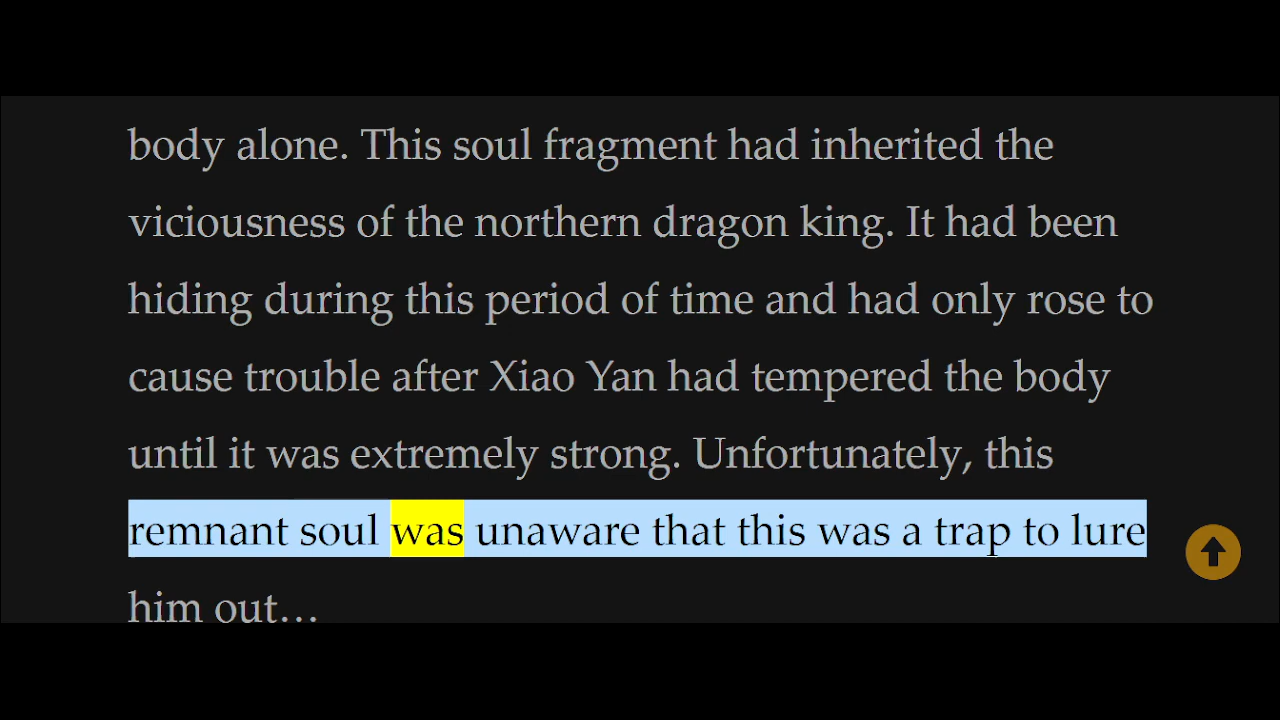 body alone. This soul fragment had inherited the
viciousness of the northern dragon king. It had been
hiding during this period of time and had only rose to
cause trouble after Xiao Yan had tempered the body
until it was extremely strong. Unfortunately, this
remnant soul was unaware that this was a trap to lure
him out…